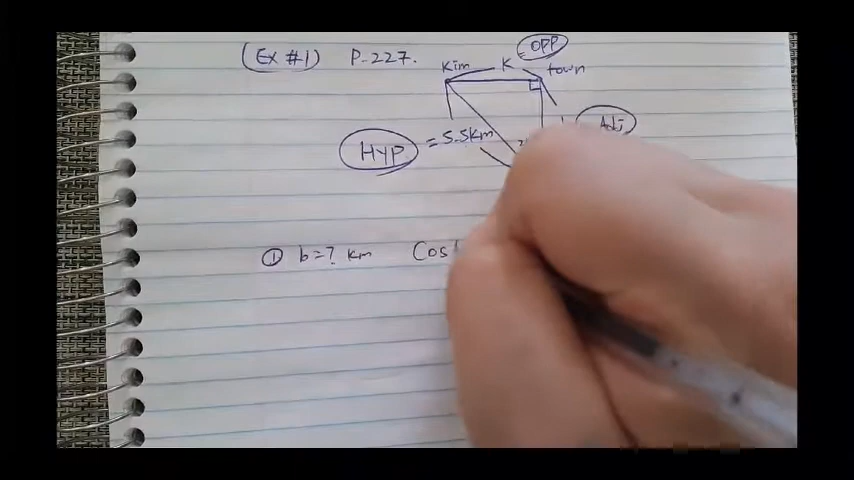 Ex #1) P-227.
OPP
Kim K town
Adj
HYP = 5.5km
① b=? km Cos